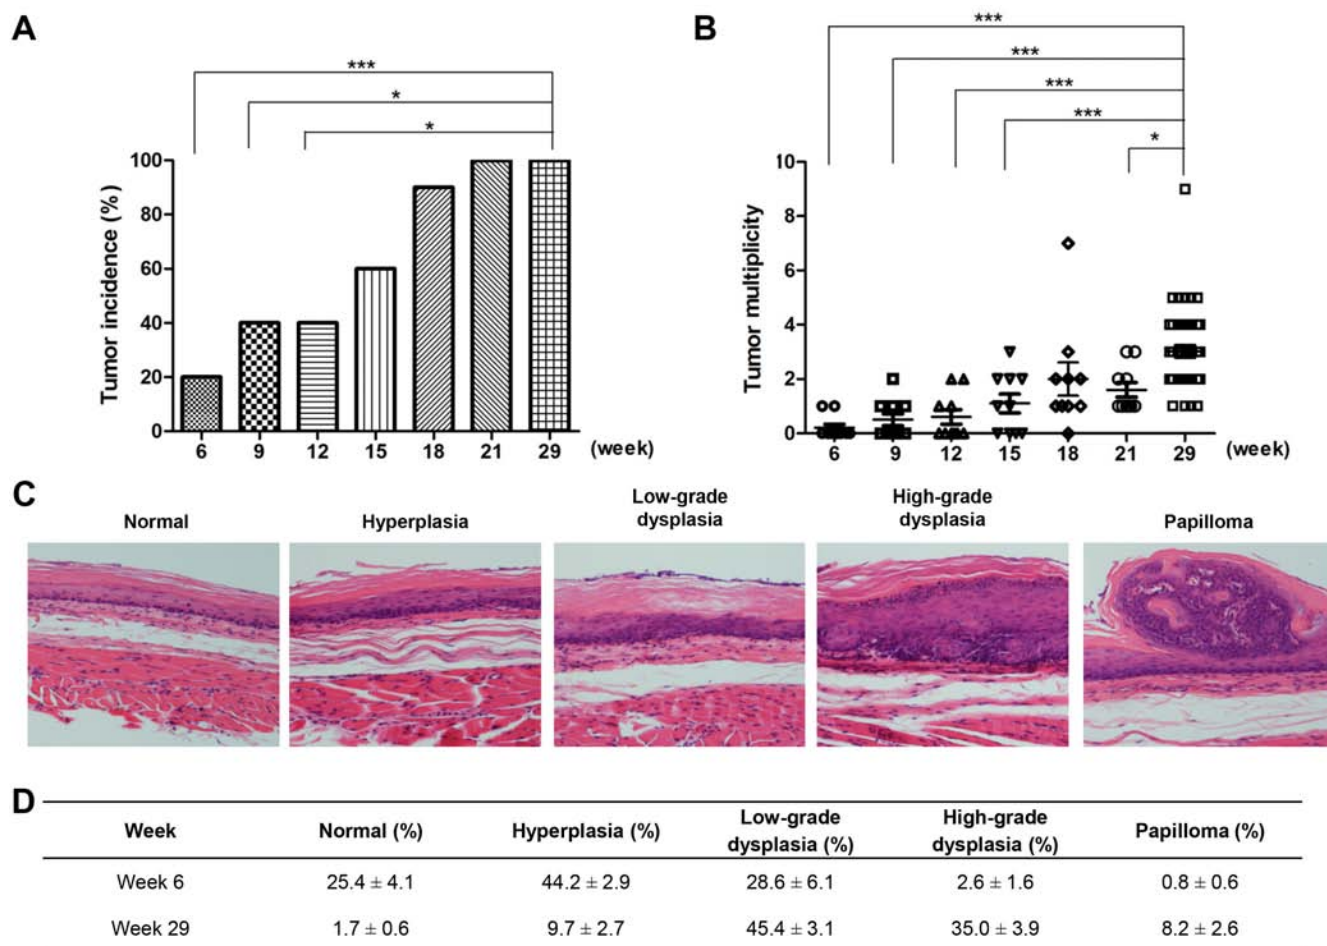 A
***
*
*
Tumor incidence (%)
100
80
60
40
20
0
6 9 12 15 18 21 29 (week)
B
***
***
***
***
*
Tumor multiplicity
10
8
6
4
2
0
6 9 12 15 18 21 29 (week)
C
Normal
Hyperplasia
Low-grade
dysplasia
High-grade
dysplasia
Papilloma
D
Week Normal (%) Hyperplasia (%) Low-grade dysplasia (%) High-grade dysplasia (%) Papilloma (%)
Week 6 25.4 ± 4.1 44.2 ± 2.9 28.6 ± 6.1 2.6 ± 1.6 0.8 ± 0.6
Week 29 1.7 ± 0.6 9.7 ± 2.7 45.4 ± 3.1 35.0 ± 3.9 8.2 ± 2.6